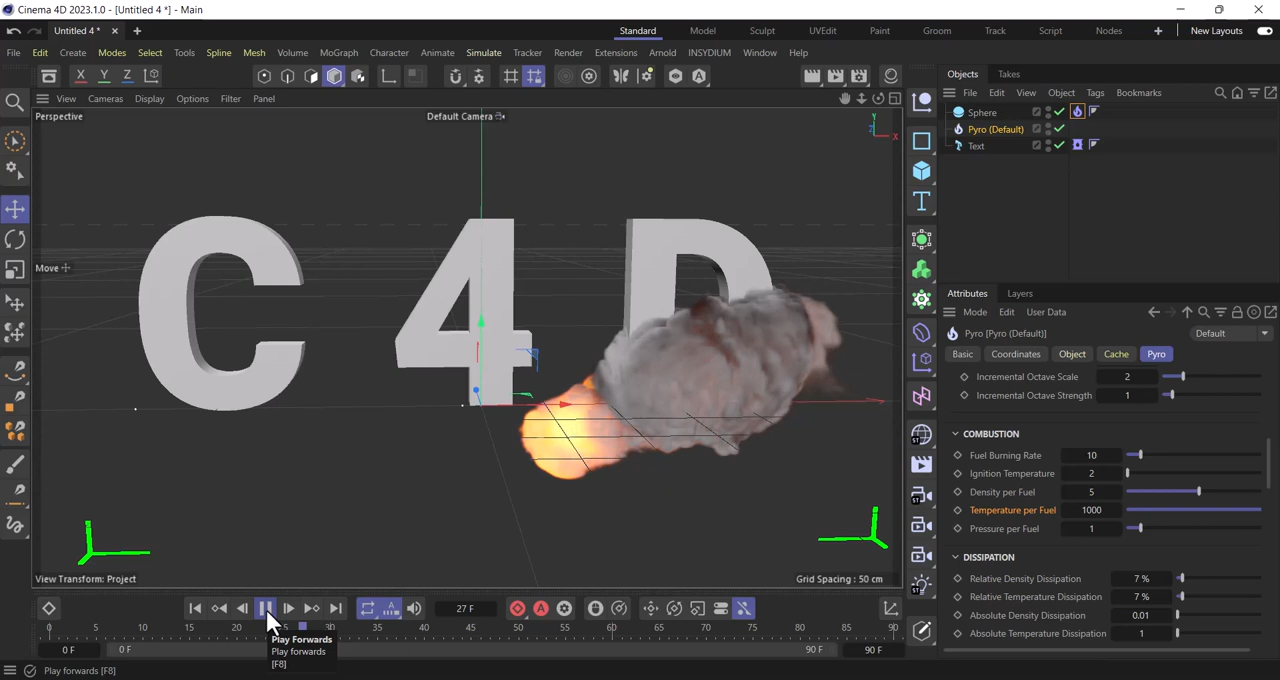 Cinema 4D 2023.1.0 - [Untitled 4 *] - Main
Untitled 4 *
Standard Model Sculpt UVEdit Paint Groom Track Script Nodes New Layouts
File Edit Create Modes Select Tools Spline Mesh Volume MoGraph Character Animate Simulate Tracker Render Extensions Arnold INSYDIUM Window Help
X Y Z
View Cameras Display Options Filter Panel
Perspective
Default Camera
Y
Z
X
Move
C 4 D
View Transform: Project
Grid Spacing : 50 cm
27 F
0 5 10 15 20 25 35 40 45 50 55 60 65 70 75 80 85 90
0 F 0 F 90 F 90 F
Play Forwards
Play forwards
[F8]
Play forwards [F8]
ST
ST
ST
Objects Takes
File Edit View Object Tags Bookmarks
Sphere
Pyro (Default)
Text
Attributes Layers
Mode Edit User Data
Pyro [Pyro (Default)]
Default
Basic Coordinates Object Cache Pyro
Incremental Octave Scale 2
Incremental Octave Strength 1
COMBUSTION
Fuel Burning Rate 10
Ignition Temperature 2
Density per Fuel 5
Temperature per Fuel 1000
Pressure per Fuel 1
DISSIPATION
Relative Density Dissipation 7 %
Relative Temperature Dissipation 7 %
Absolute Density Dissipation 0.01
Absolute Temperature Dissipation 1